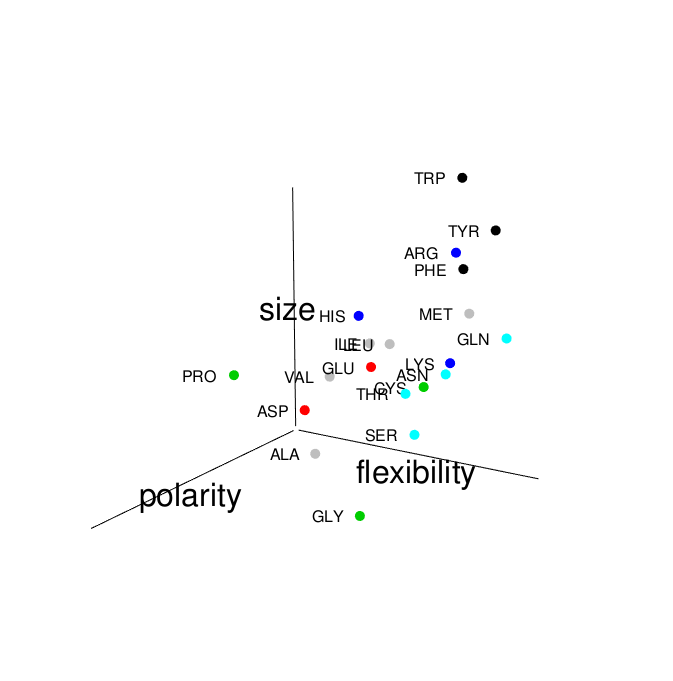 TRP
TYR
ARG
PHE
size
HIS
MET
GLN
ILE
LEU
LYS
GLU
ASN
PRO
VAL
CYS
THR
ASP
SER
ALA
flexibility
polarity
GLY